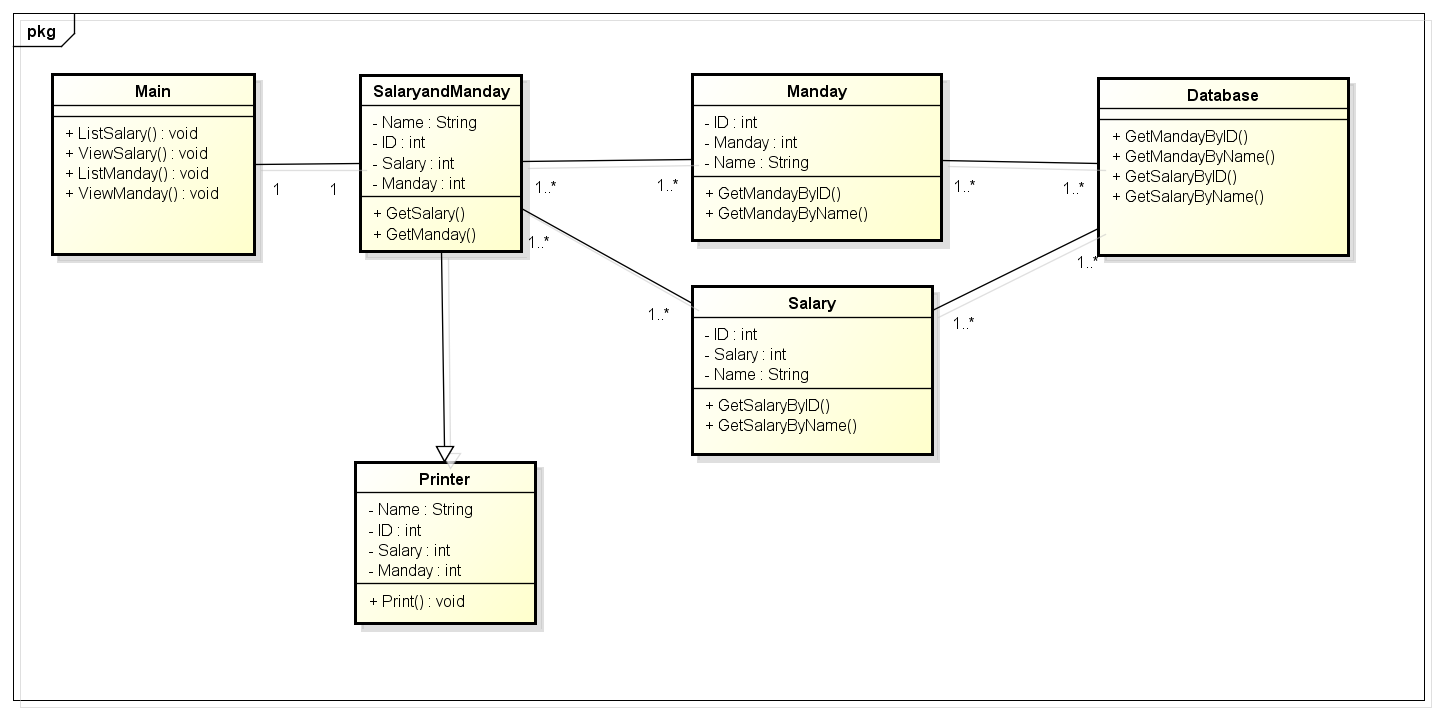 pkg
Main
+ ListSalary() : void
+ ViewSalary() : void
+ ListManday() : void
+ ViewManday() : void
1
1
SalaryandManday
- Name : String
- ID : int
- Salary : int
- Manday : int
+ GetSalary()
+ GetManday()
1..*
1..*
1..*
1..*
Manday
- ID : int
- Manday : int
- Name : String
+ GetMandayByID()
+ GetMandayByName()
1..*
1..*
Database
+ GetMandayByID()
+ GetMandayByName()
+ GetSalaryByID()
+ GetSalaryByName()
1..*
1..*
Salary
- ID : int
- Salary : int
- Name : String
+ GetSalaryByID()
+ GetSalaryByName()
Printer
- Name : String
- ID : int
- Salary : int
- Manday : int
+ Print() : void